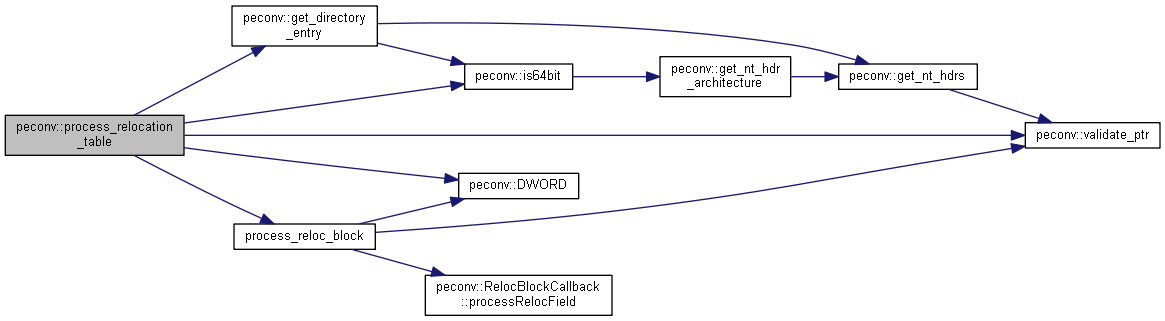 peconv::get_directory
_entry
peconv::is64bit
peconv::get_nt_hdr
_architecture
peconv::get_nt_hdrs
peconv::process_relocation
_table
peconv::validate_ptr
peconv::DWORD
process_reloc_block
peconv::RelocBlockCallback
::processRelocField